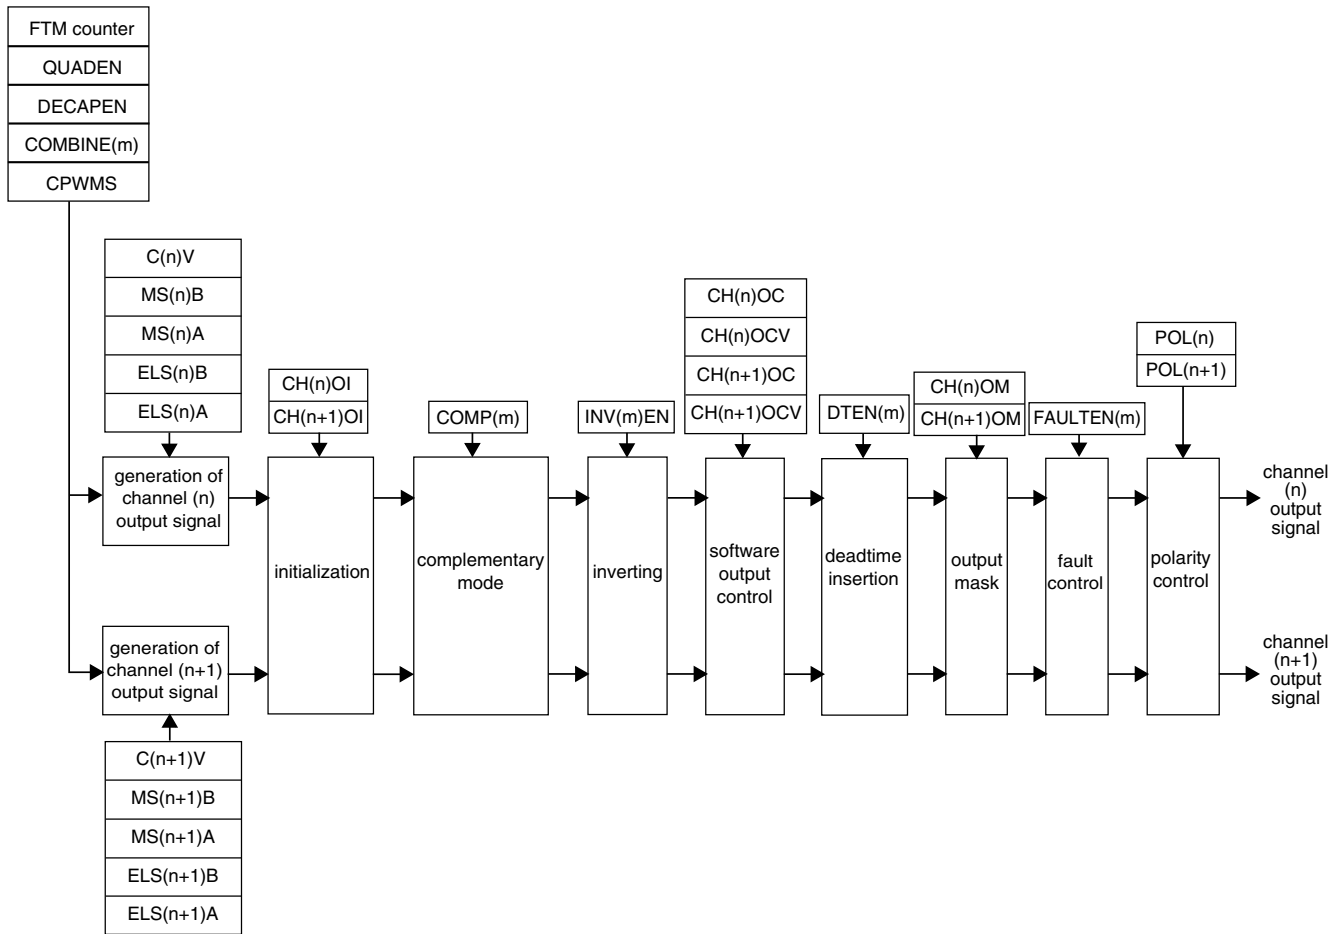 FTM counter
QUADEN
DECAPEN
COMBINE(m)
CPWMS
C(n)V
MS(n)B
MS(n)A
ELS(n)B
ELS(n)A
CH(n)OI
CH(n+1)OI
COMP(m)
INV(m)EN
CH(n)OC
CH(n)OCV
CH(n+1)OC
CH(n+1)OCV
DTEN(m)
CH(n)OM
CH(n+1)OM
FAULTEN(m)
POL(n)
POL(n+1)
generation of
channel (n)
output signal
generation of
channel (n+1)
output signal
initialization
complementary
mode
inverting
software
output
control
deadtime
insertion
output
mask
fault
control
polarity
control
channel
(n)
output
signal
channel
(n+1)
output
signal
C(n+1)V
MS(n+1)B
MS(n+1)A
ELS(n+1)B
ELS(n+1)A